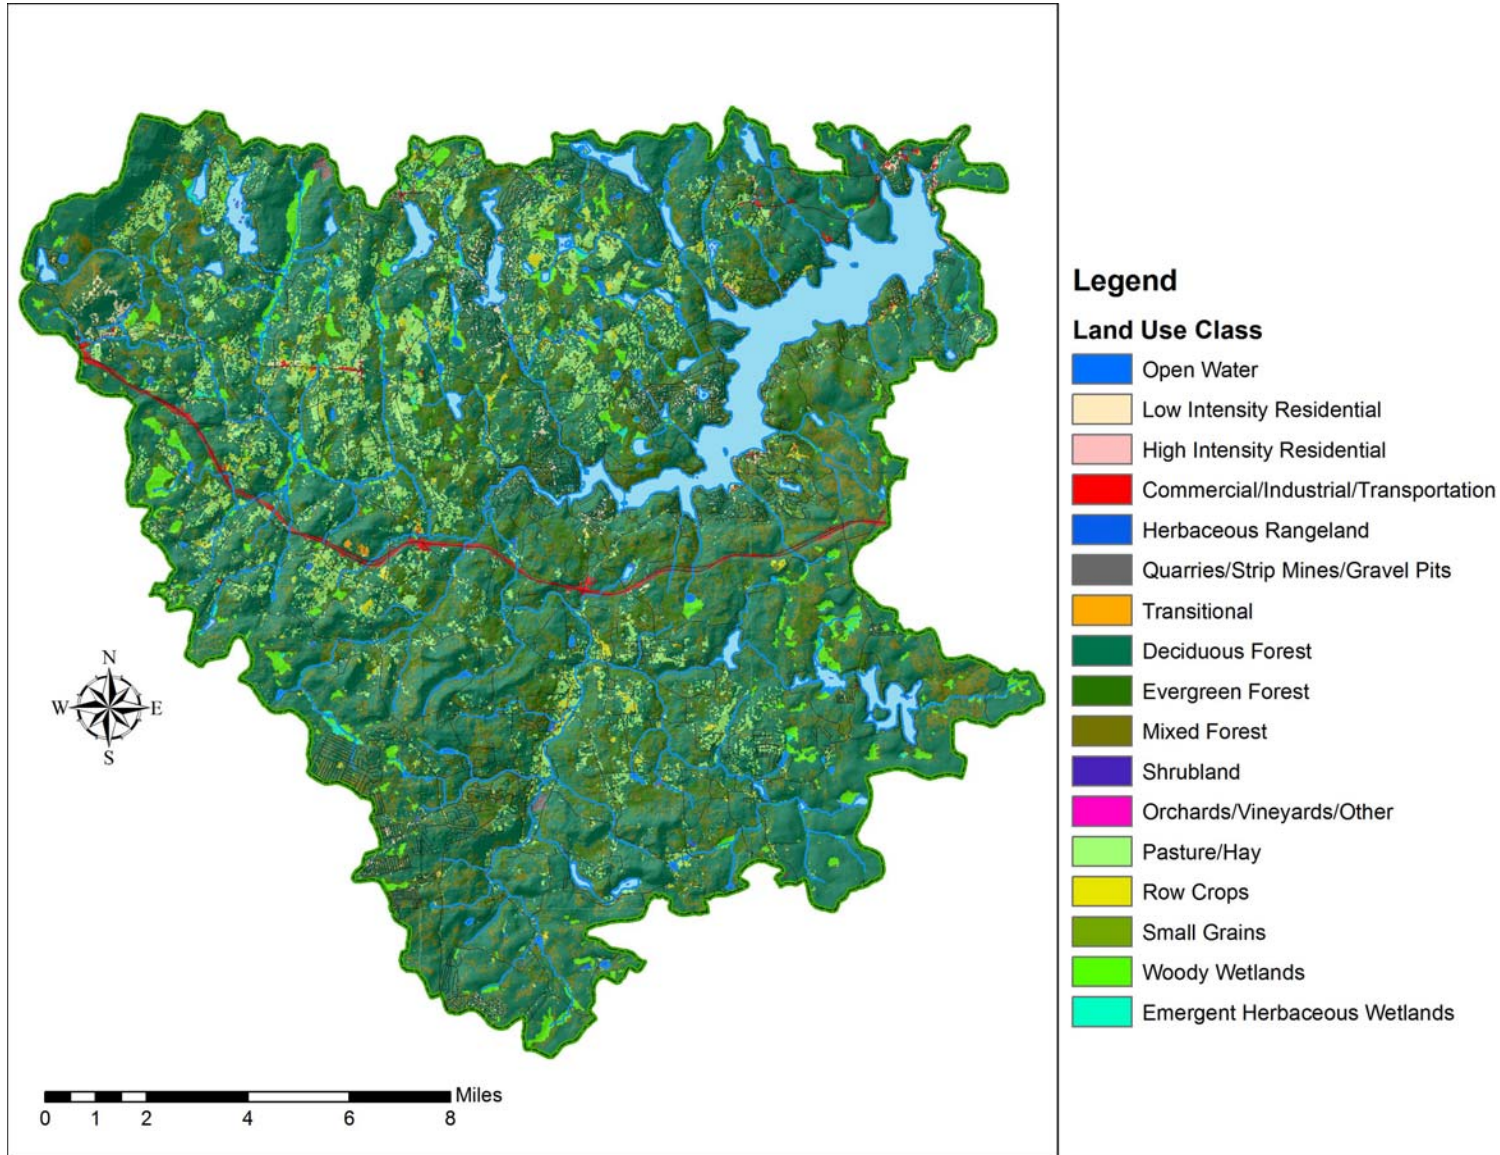 Legend
Land Use Class
Open Water
Low Intensity Residential
High Intensity Residential
Commercial/Industrial/Transportation
Herbaceous Rangeland
Quarries/Strip Mines/Gravel Pits
Transitional
Deciduous Forest
Evergreen Forest
Mixed Forest
Shrubland
Orchards/Vineyards/Other
Pasture/Hay
Row Crops
Small Grains
Woody Wetlands
Emergent Herbaceous Wetlands
N
W E
S
Miles
0 1 2 4 6 8